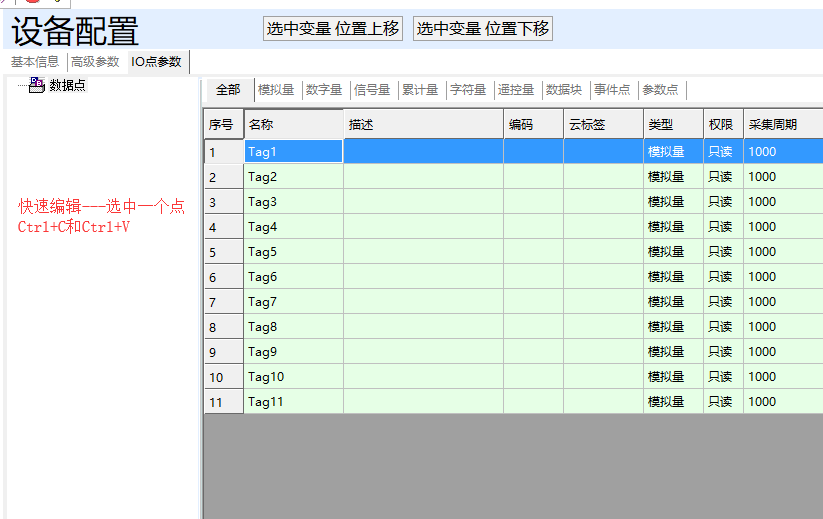 设备配置 选中变量 位置上移 选中变量 位置下移
基本信息 高级参数 IO点参数
数据点
全部 模拟量 数字量 信号量 累计量 字符量 遥控量 数据块 事件点 参数点
序号 名称 描述 编码 云标签 类型 权限 采集周期
1 Tag1 模拟量 只读 1000
2 Tag2 模拟量 只读 1000
3 Tag3 模拟量 只读 1000
4 Tag4 模拟量 只读 1000
5 Tag5 模拟量 只读 1000
6 Tag6 模拟量 只读 1000
7 Tag7 模拟量 只读 1000
8 Tag8 模拟量 只读 1000
9 Tag9 模拟量 只读 1000
10 Tag10 模拟量 只读 1000
11 Tag11 模拟量 只读 1000
快速编辑---选中一个点
Ctrl+C和Ctrl+V